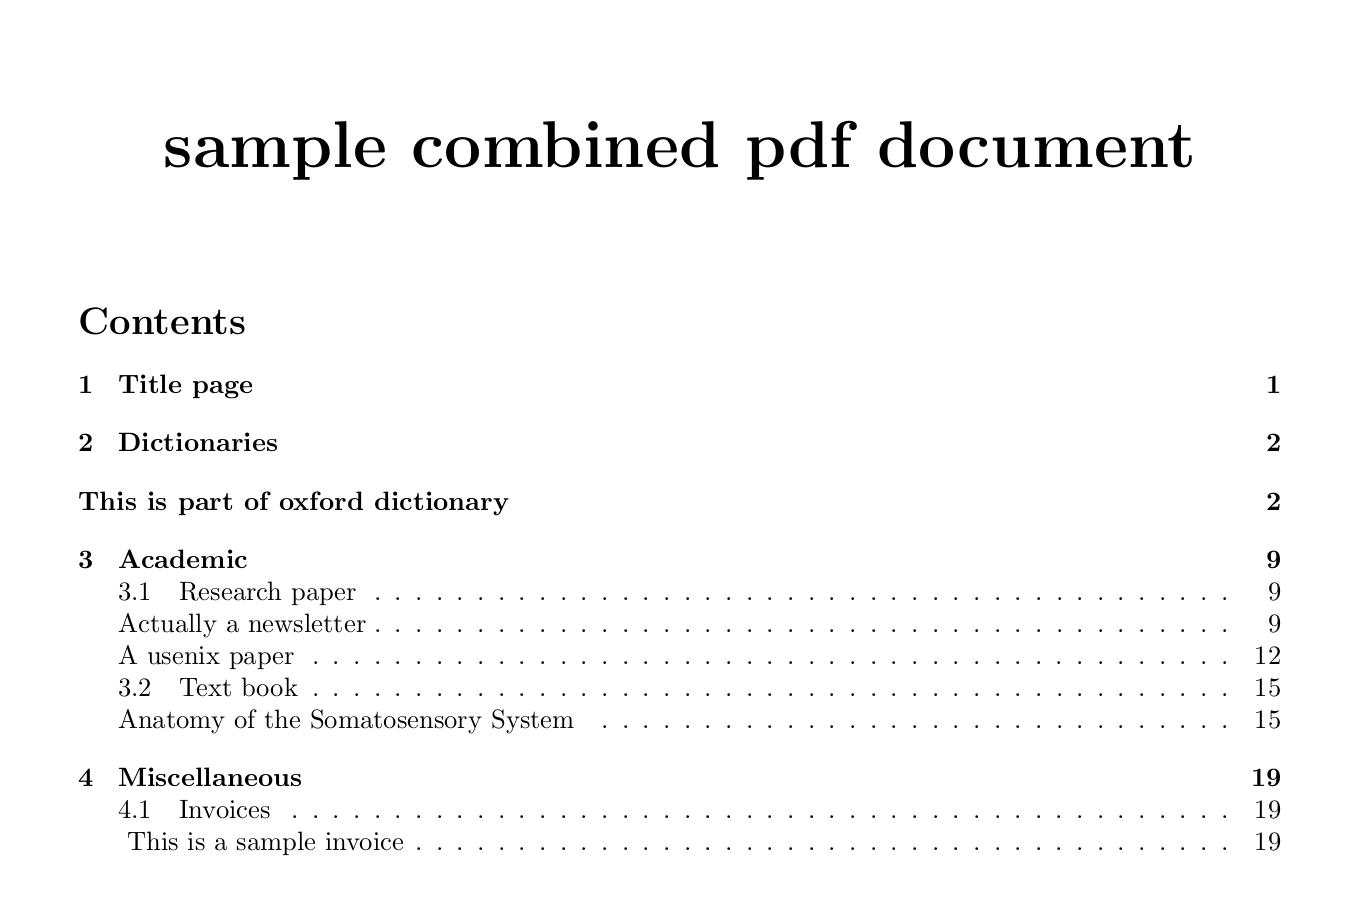 sample combined pdf document
Contents
1 Title page 1
2 Dictionaries 2
This is part of oxford dictionary 2
3 Academic 9
3.1 Research paper . . . . . . . . . . . . . . . . . . . . . . . . . . . . . . . . . . . . . . . . . . 9
Actually a newsletter . . . . . . . . . . . . . . . . . . . . . . . . . . . . . . . . . . . . . . . . . . 9
A usenix paper . . . . . . . . . . . . . . . . . . . . . . . . . . . . . . . . . . . . . . . . . . . . . 12
3.2 Text book . . . . . . . . . . . . . . . . . . . . . . . . . . . . . . . . . . . . . . . . . . . . . 15
Anatomy of the Somatosensory System . . . . . . . . . . . . . . . . . . . . . . . . . . . . . . . 15
4 Miscellaneous 19
4.1 Invoices . . . . . . . . . . . . . . . . . . . . . . . . . . . . . . . . . . . . . . . . . . . . . . 19
This is a sample invoice . . . . . . . . . . . . . . . . . . . . . . . . . . . . . . . . . . . . . . . . 19